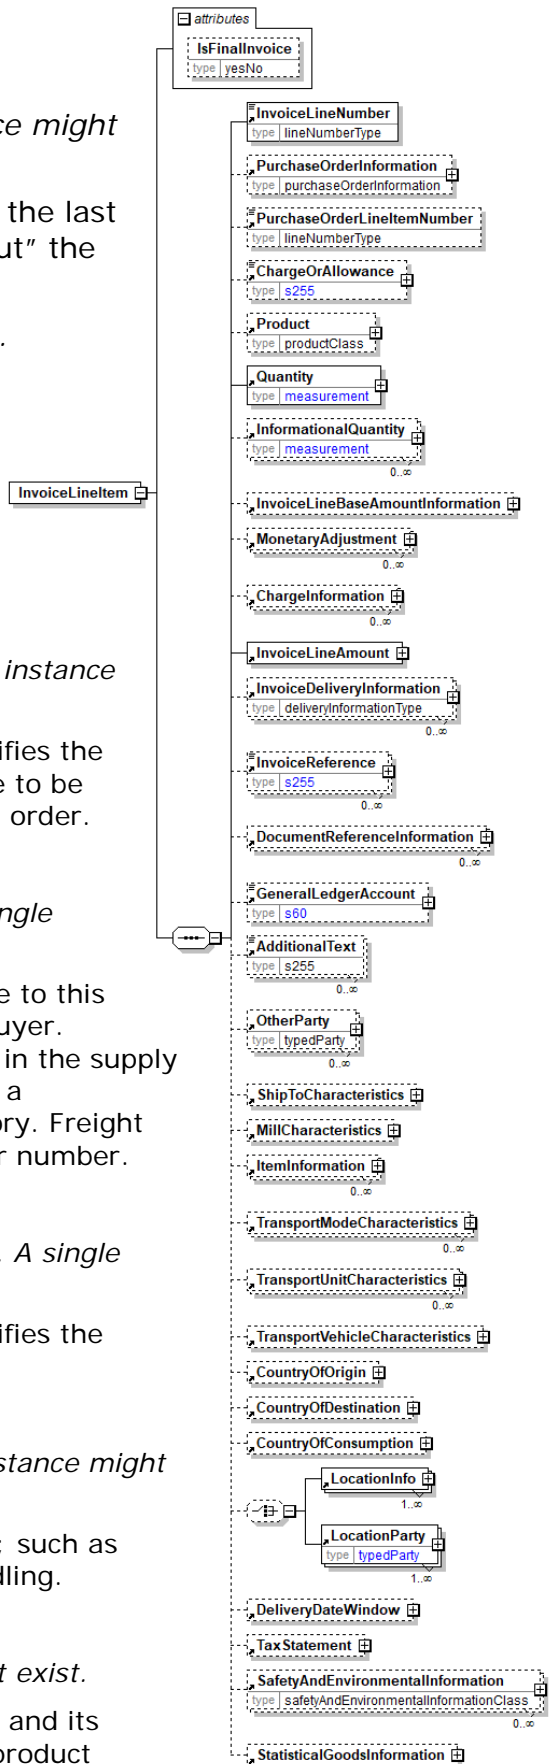 attributes
IsFinalInvoice
type yesNo
ce might
InvoiceLineNumber
type lineNumberType
PurchaseOrderInformation
type purchaseOrderInformation
the last
PurchaseOrderLineItemNumber
type lineNumberType
ut" the
ChargeOrAllowance
type s255
.
Product
type productClass
Quantity
type measurement
InformationalQuantity
type measurement
0..∞
InvoiceLineItem
InvoiceLineBaseAmountInformation
MonetaryAdjustment
0..∞
ChargeInformation
0..∞
InvoiceLineAmount
instance
InvoiceDeliveryInformation
type deliveryInformationType
0..∞
ifies the
InvoiceReference
e to be
type s255
0..∞
order.
DocumentReferenceInformation
0..∞
GeneralLedgerAccount
type s60
ngle
AdditionalText
type s255
0..∞
e to this
OtherParty
uyer.
type typedParty
0..∞
in the supply
a
ShipToCharacteristics
ory. Freight
MillCharacteristics
r number.
ItemInformation
0..∞
TransportModeCharacteristics
0..∞
. A single
TransportUnitCharacteristics
0..∞
ifies the
TransportVehicleCharacteristics
CountryOfOrigin
CountryOfDestination
CountryOfConsumption
stance might
LocationInfo
1..∞
LocationParty
such as
type typedParty
1..∞
dling.
DeliveryDateWindow
TaxStatement
t exist.
SafetyAndEnvironmentalInformation
type safetyAndEnvironmentalInformationClass
0..∞
and its
product
StatisticalGoodsInformation